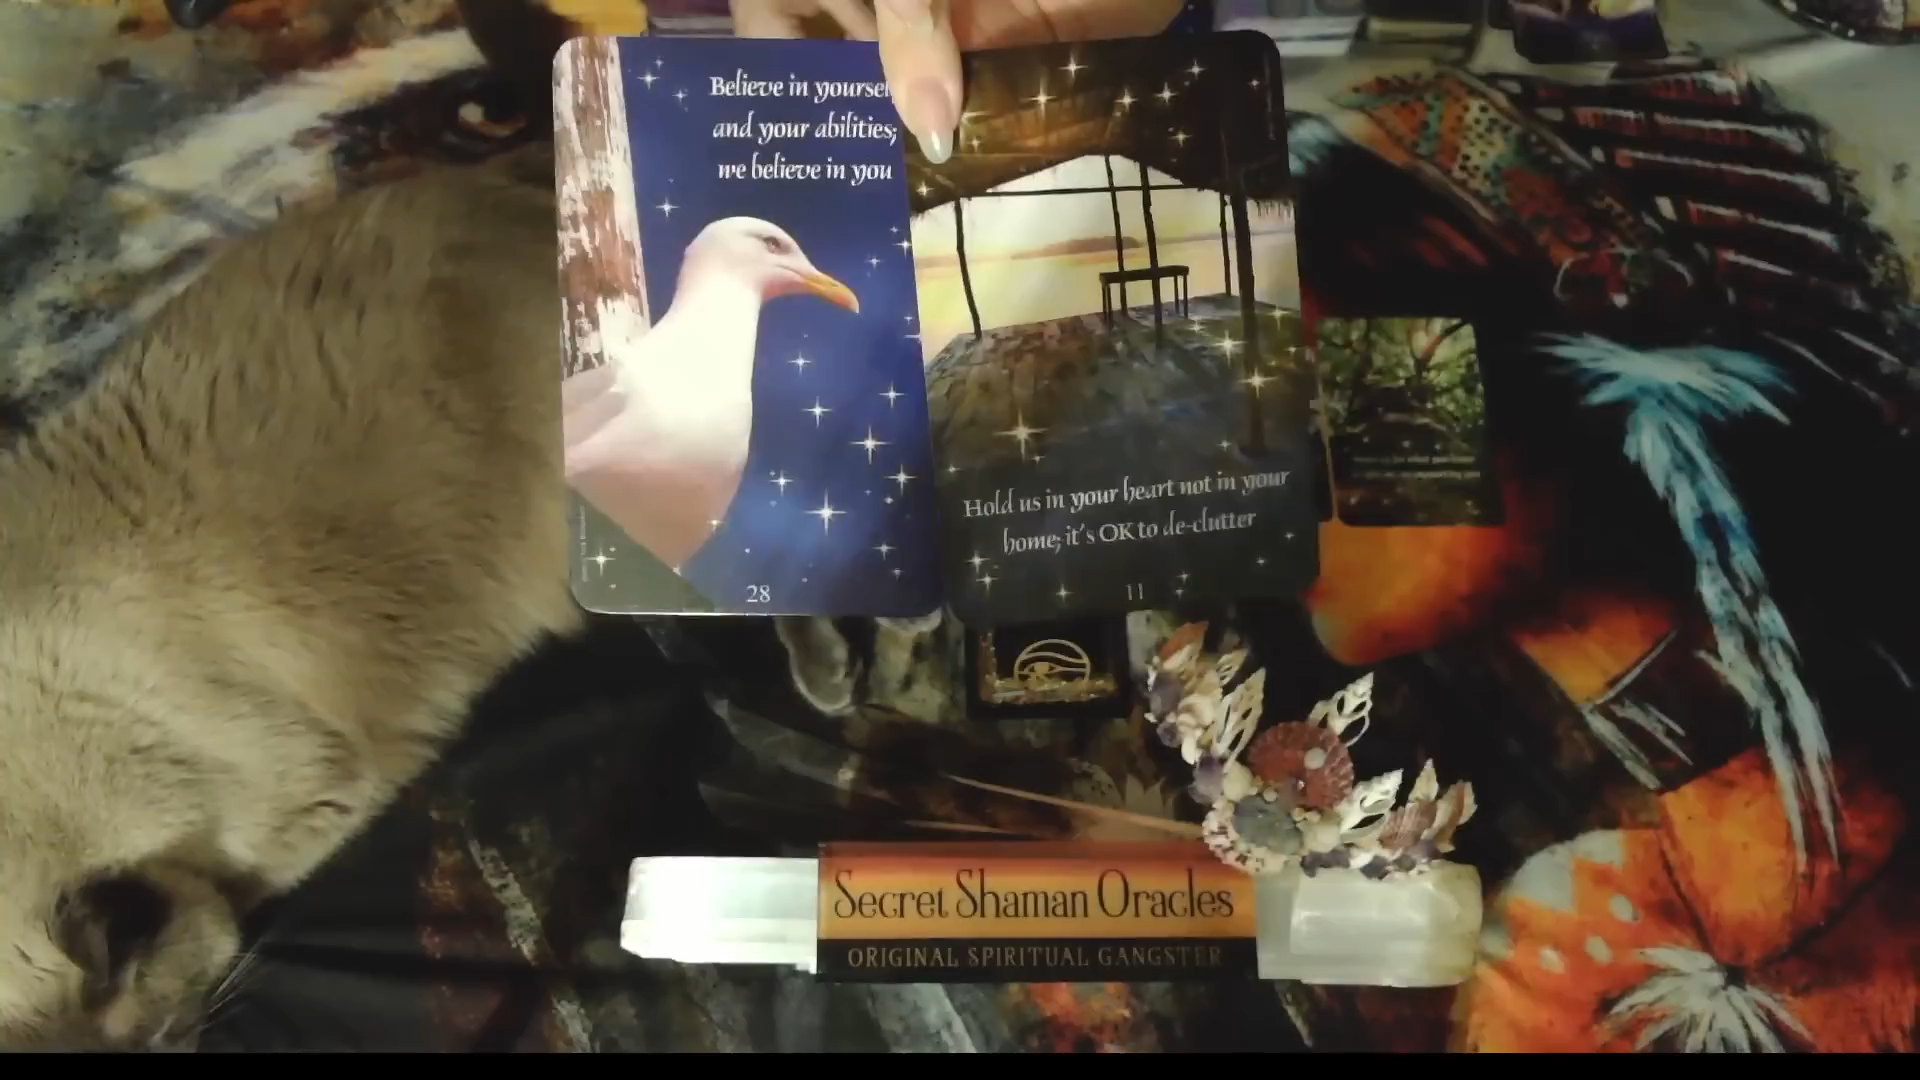 Believe in yourself
and your abilities;
we believe in you
28
Hold us in your heart not in your
home; it's OK to de-clutter
11
Secret Shaman Oracles
ORIGINAL SPIRITUAL GANGSTER